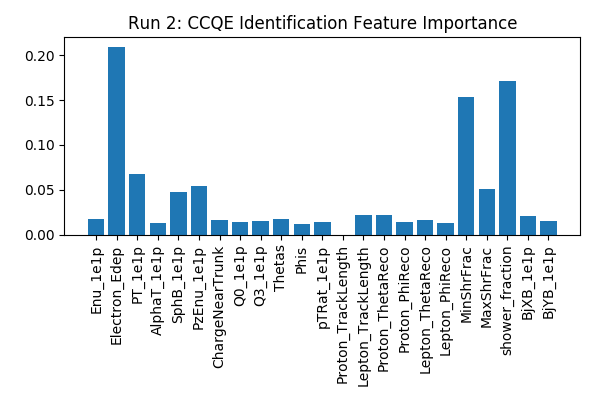 Run 2: CCQE Identification Feature Importance
0.20
0.15
0.10
0.05
0.00
Enu_1e1p
Electron_Edep
PT_1e1p
AlphaT_1e1p
SphB_1e1p
PzEnu_1e1p
ChargeNearTrunk
Q0_1e1p
Q3_1e1p
Thetas
Phis
pTRat_1e1p
Proton_TrackLength
Lepton_TrackLength
Proton_ThetaReco
Proton_PhiReco
Lepton_ThetaReco
Lepton_PhiReco
MinShrFrac
MaxShrFrac
shower_fraction
BjXB_1e1p
BjYB_1e1p